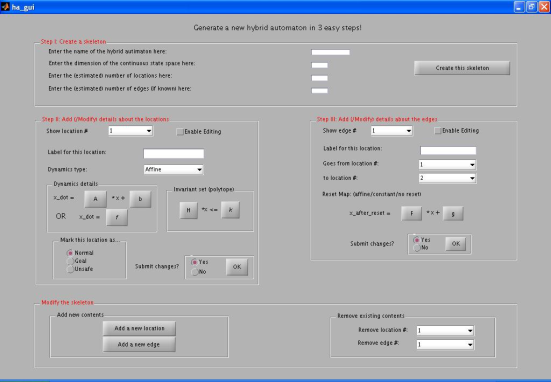 ha_gui
Generate a new hybrid automaton in 3 easy steps!
Step I: Create a skeleton
Enter the name of the hybrid autimaton here:
Enter the dimension of the continuous state space here:
Enter the (estimated) number of locations here:
Enter the (estimated) number of edges (if known) here:
Create this skeleton
Step II: Add (/Modify) details about the locations
Show location # 1 Enable Editing
Label for this location:
Dynamics type: Affine
Dynamics details
x_dot = A * x + b
OR x_dot = f
Invariant set (polytope)
H *x <= k
Mark this location as...
Normal
Goal
Unsafe
Submit changes? Yes No OK
Step III: Add (/Modify) details about the edges
Show edge # 1 Enable Editing
Label for this location:
Goes from location #: 1
to location #: 2
Reset Map: (affine/constant/no reset)
x_after_reset = F * x + g
Submit changes? Yes No OK
Modify the skeleton
Add new contents
Add a new location
Add a new edge
Remove existing contents
Remove location #: 1
Remove edge #: 1